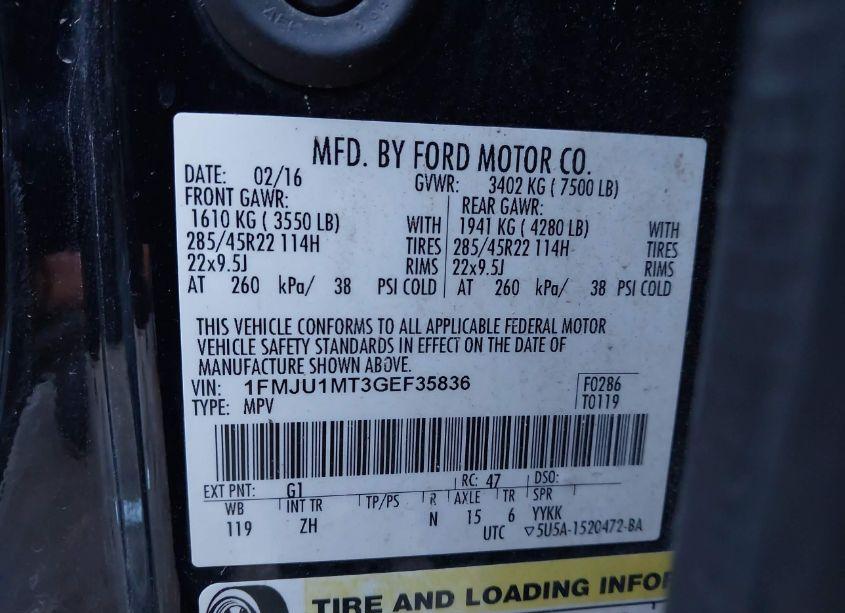 MFD. BY FORD MOTOR CO.
DATE: 02/16 GVWR: 3402 KG ( 7500 LB)
FRONT GAWR: REAR GAWR:
1610 KG ( 3550 LB) WITH 1941 KG ( 4280 LB) WITH
285/45R22 114H TIRES 285/45R22 114H TIRES
22x9.5J RIMS 22x9.5J RIMS
AT 260 kPa/ 38 PSI COLD AT 260 kPa/ 38 PSI COLD
THIS VEHICLE CONFORMS TO ALL APPLICABLE FEDERAL MOTOR
VEHICLE SAFETY STANDARDS IN EFFECT ON THE DATE OF
MANUFACTURE SHOWN ABOVE.
VIN: 1FMJU1MT3GEF35836 F0286
TYPE: MPV T0119
EXT PNT: G1 RC: 47 DSO:
WB INT TR TP/PS R AXLE TR SPR
119 ZH N 15 6 YYKK
UTC ▽5U5A-1520472-BA
TIRE AND LOADING INFOR